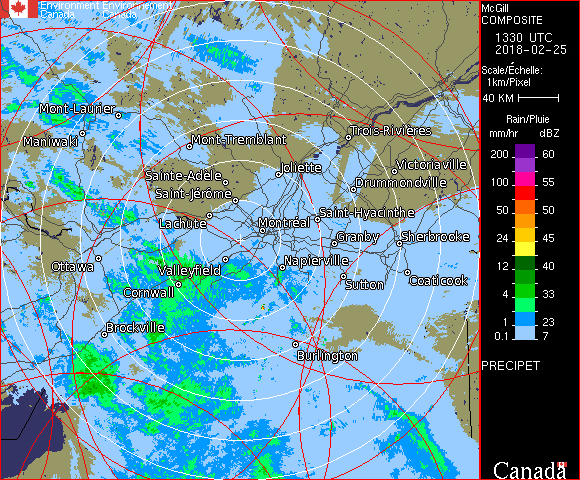 Environment Environnement
Canada Canada
Mont-Laurier
Maniwaki
Mont-Tremblant
Trois-Rivières
Sainte-Adèle
Joliette
Victoriaville
Saint-Jérôme
Drummondville
Lachute
Saint-Hyacinthe
Montréal
Granby
Sherbrooke
Ottawa
Valleyfield
Napierville
Cornwall
Sutton
Coaticook
Brockville
Burlington
McGill
COMPOSITE
1330 UTC
2018-02-25
Scale/Échelle:
1km/Pixel
40 KM
Rain/Pluie
mm/hr dBZ
200 60
100 55
50 50
24 45
12 40
4 33
1 23
0.1 7
PRECIPET
Canada